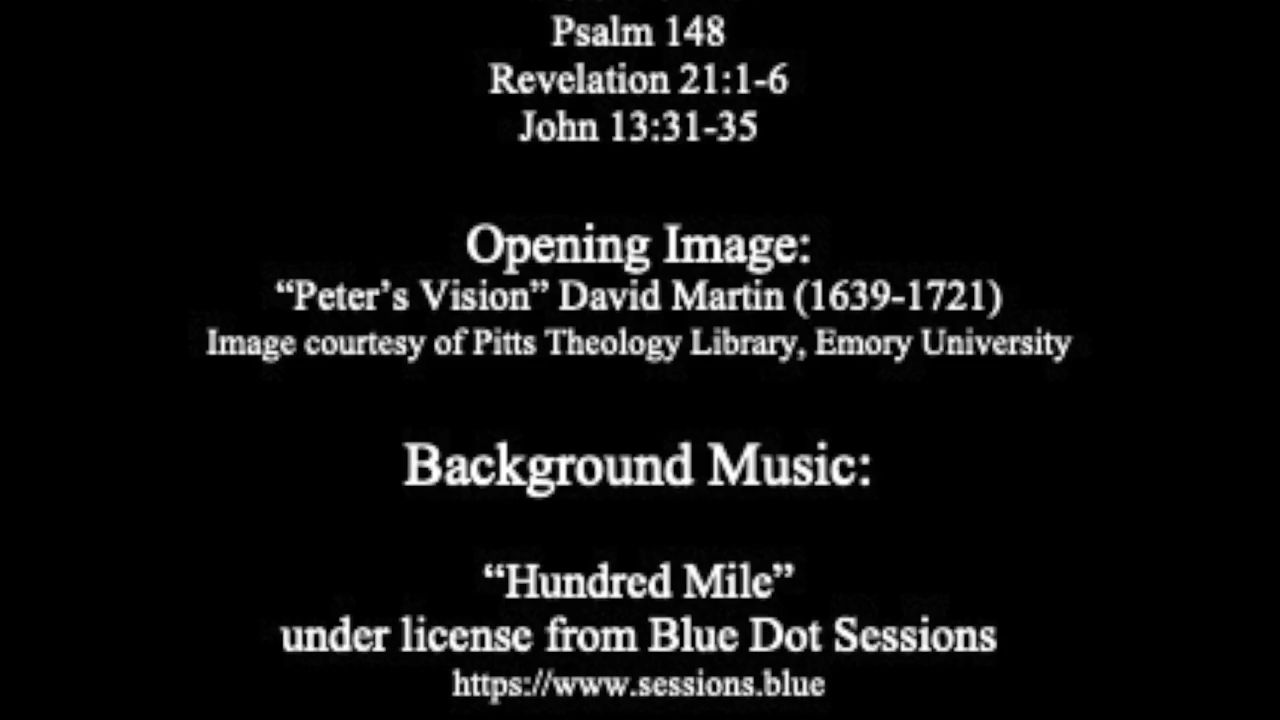 Psalm 148
Revelation 21:1-6
John 13:31-35
Opening Image:
“Peter’s Vision” David Martin (1639-1721)
Image courtesy of Pitts Theology Library, Emory University
Background Music:
“Hundred Mile”
under license from Blue Dot Sessions
https://www.sessions.blue